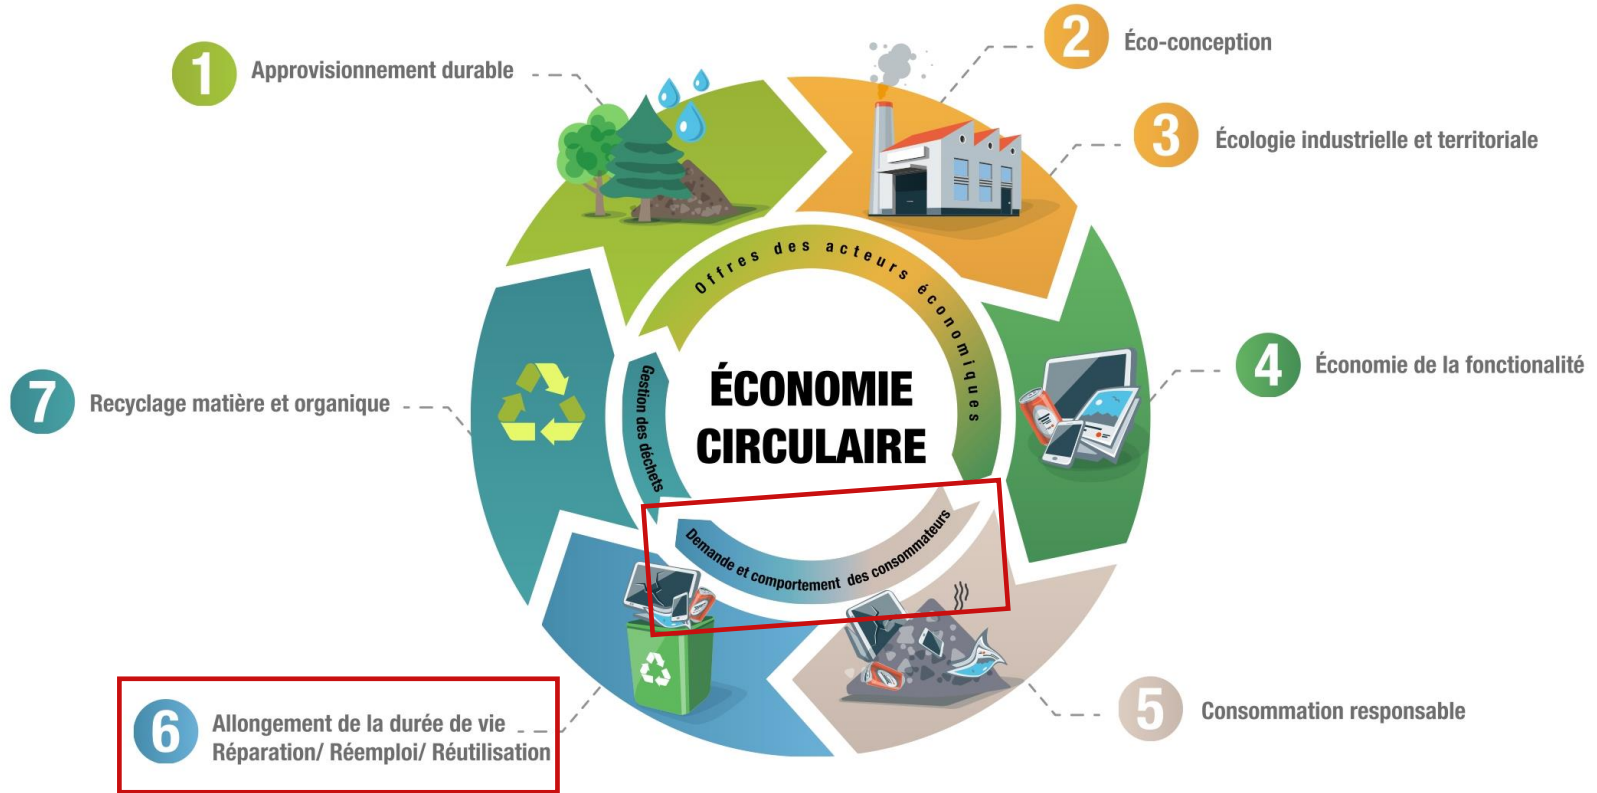 1 Approvisionnement durable
2 Éco-conception
3 Écologie industrielle et territoriale
4 Économie de la fonctionalité
5 Consommation responsable
6 Allongement de la durée de vie
Réparation/ Réemploi/ Réutilisation
7 Recyclage matière et organique
Offres des acteurs économiques
Demande et comportement des consommateurs
Gestion des déchets
ÉCONOMIE
CIRCULAIRE